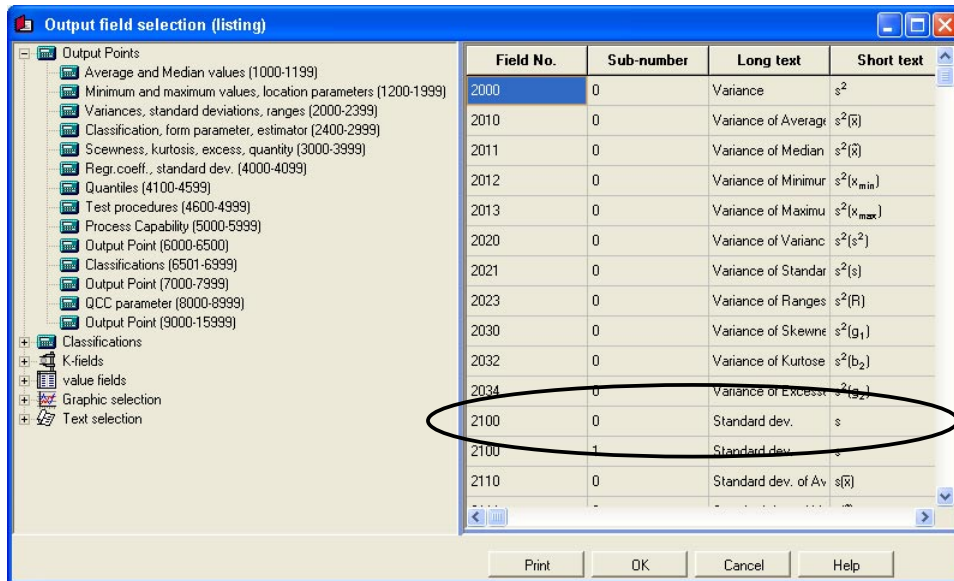 Output field selection (listing)
Output Points
Average and Median values (1000-1199)
Minimum and maximum values, location parameters (1200-1999)
Variances, standard deviations, ranges (2000-2399)
Classification, form parameter, estimator (2400-2999)
Scewness, kurtosis, excess, quantity (3000-3999)
Regr.coeff., standard dev. (4000-4099)
Quantiles (4100-4599)
Test procedures (4600-4999)
Process Capability (5000-5999)
Output Point (6000-6500)
Classifications (6501-6999)
Output Point (7000-7999)
QCC parameter (8000-8999)
Output Point (9000-15999)
Classifications
K-fields
value fields
Graphic selection
Text selection
Field No. Sub-number Long text Short text
2000 0 Variance s²
2010 0 Variance of Average s²(x̅)
2011 0 Variance of Median s²(x̃)
2012 0 Variance of Minimur s²(xmin)
2013 0 Variance of Maximu s²(xmax)
2020 0 Variance of Varianc s²(s²)
2021 0 Variance of Standar s²(s)
2023 0 Variance of Ranges s²(R)
2030 0 Variance of Skewne s²(g₁)
2032 0 Variance of Kurtose s²(b₂)
2034 0 Variance of Excess s²(g₂)
2100 0 Standard dev. s
2100 1 Standard dev. s
2110 0 Standard dev. of Av s(x̅)
Print OK Cancel Help